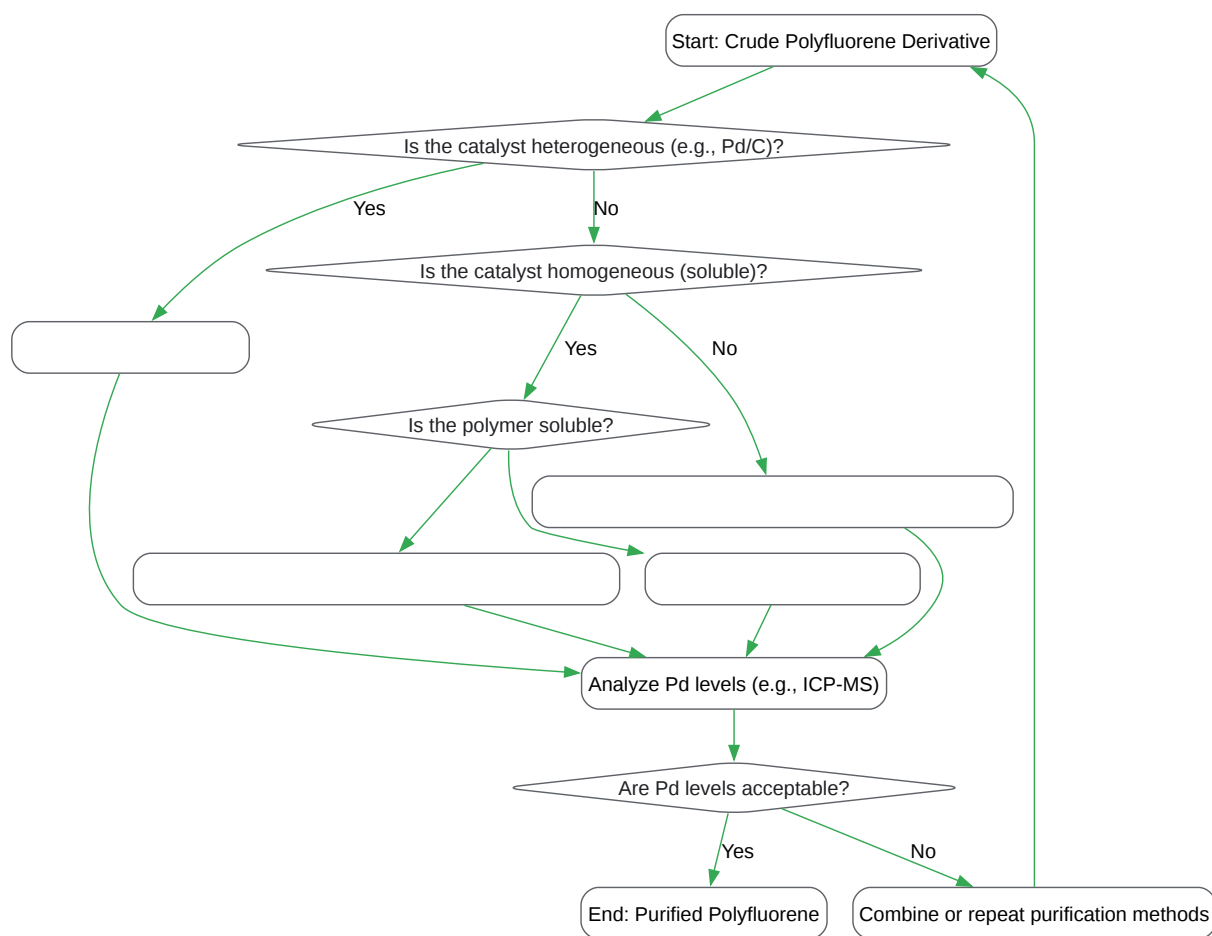 Start: Crude Polyfluorene Derivative
Is the catalyst heterogeneous (e.g., Pd/C)?
Yes
No
Is the catalyst homogeneous (soluble)?
Yes
No
Is the polymer soluble?
Analyze Pd levels (e.g., ICP-MS)
Are Pd levels acceptable?
Yes
No
End: Purified Polyfluorene
Combine or repeat purification methods